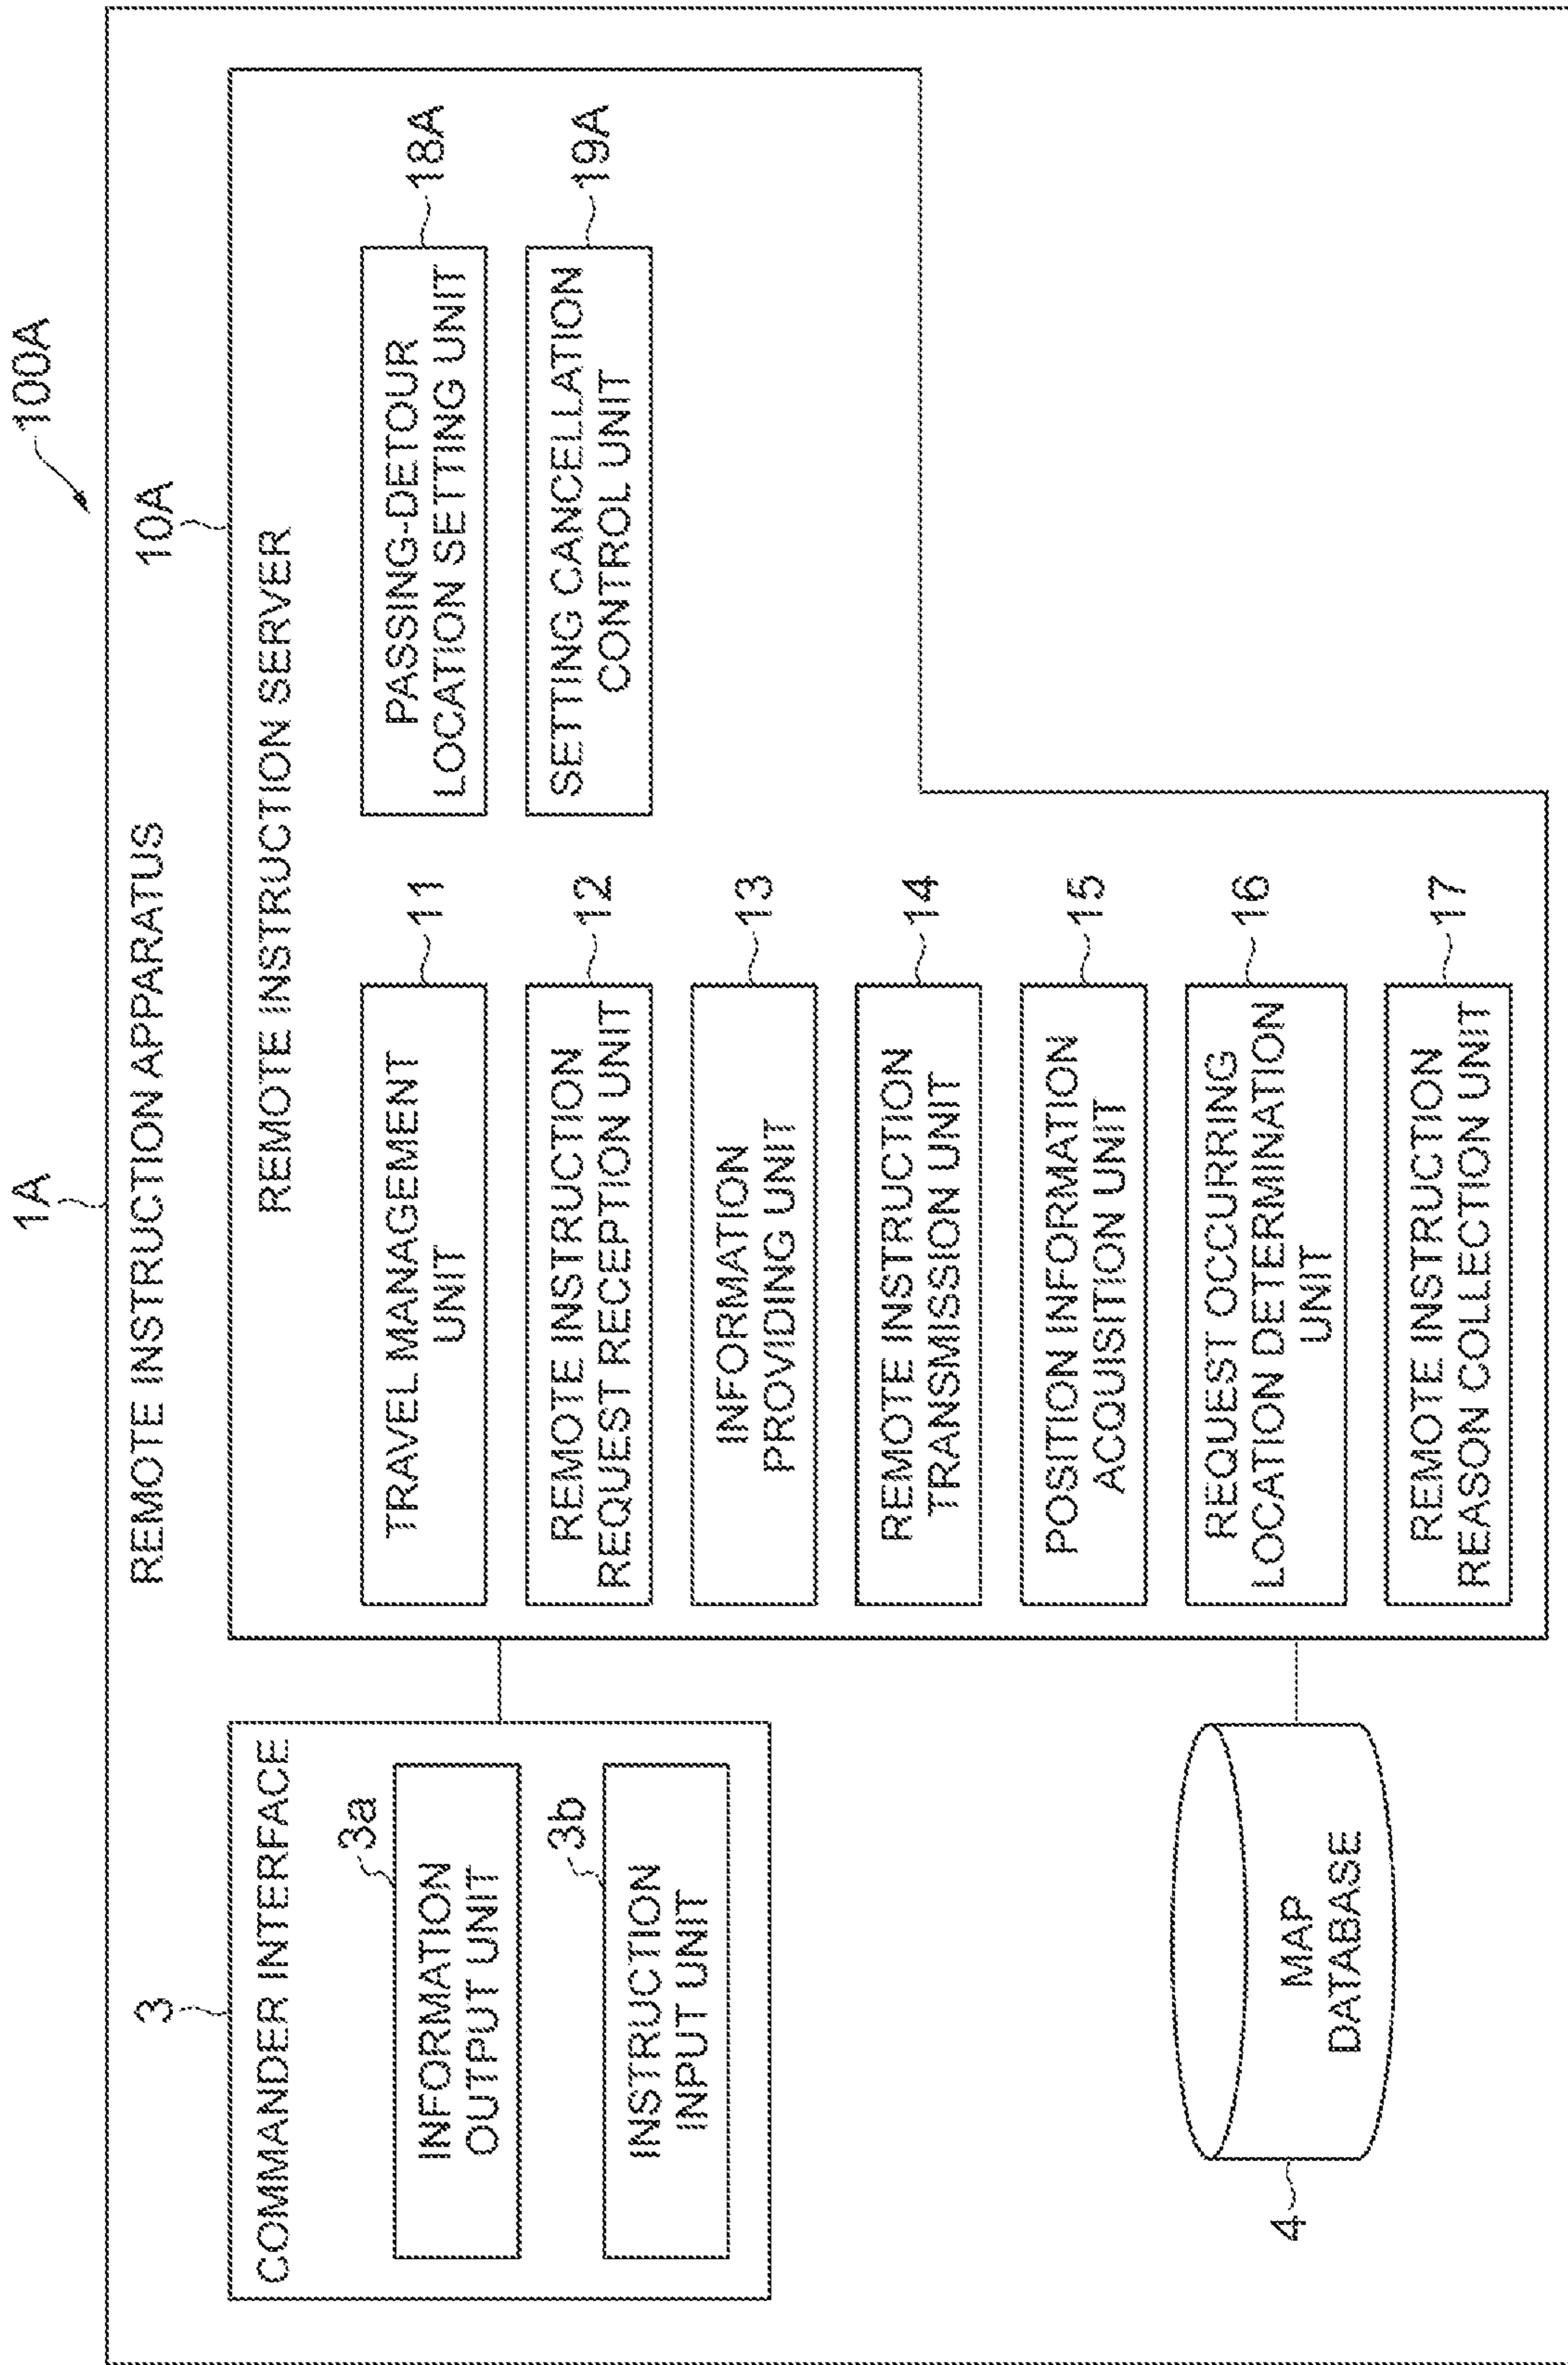 100A
1A
REMOTE INSTRUCTION APPARATUS
3
COMMANDER INTERFACE
3a
INFORMATION
OUTPUT UNIT
3b
INSTRUCTION
INPUT UNIT
4
MAP
DATABASE
10A
REMOTE INSTRUCTION SERVER
TRAVEL MANAGEMENT
UNIT
11
REMOTE INSTRUCTION
REQUEST RECEPTION UNIT
12
INFORMATION
PROVIDING UNIT
13
REMOTE INSTRUCTION
TRANSMISSION UNIT
14
POSITION INFORMATION
ACQUISITION UNIT
15
REQUEST OCCURRING
LOCATION DETERMINATION
UNIT
16
REMOTE INSTRUCTION
REASON COLLECTION UNIT
17
PASSING-DETOUR
LOCATION SETTING UNIT
18A
SETTING CANCELLATION
CONTROL UNIT
19A